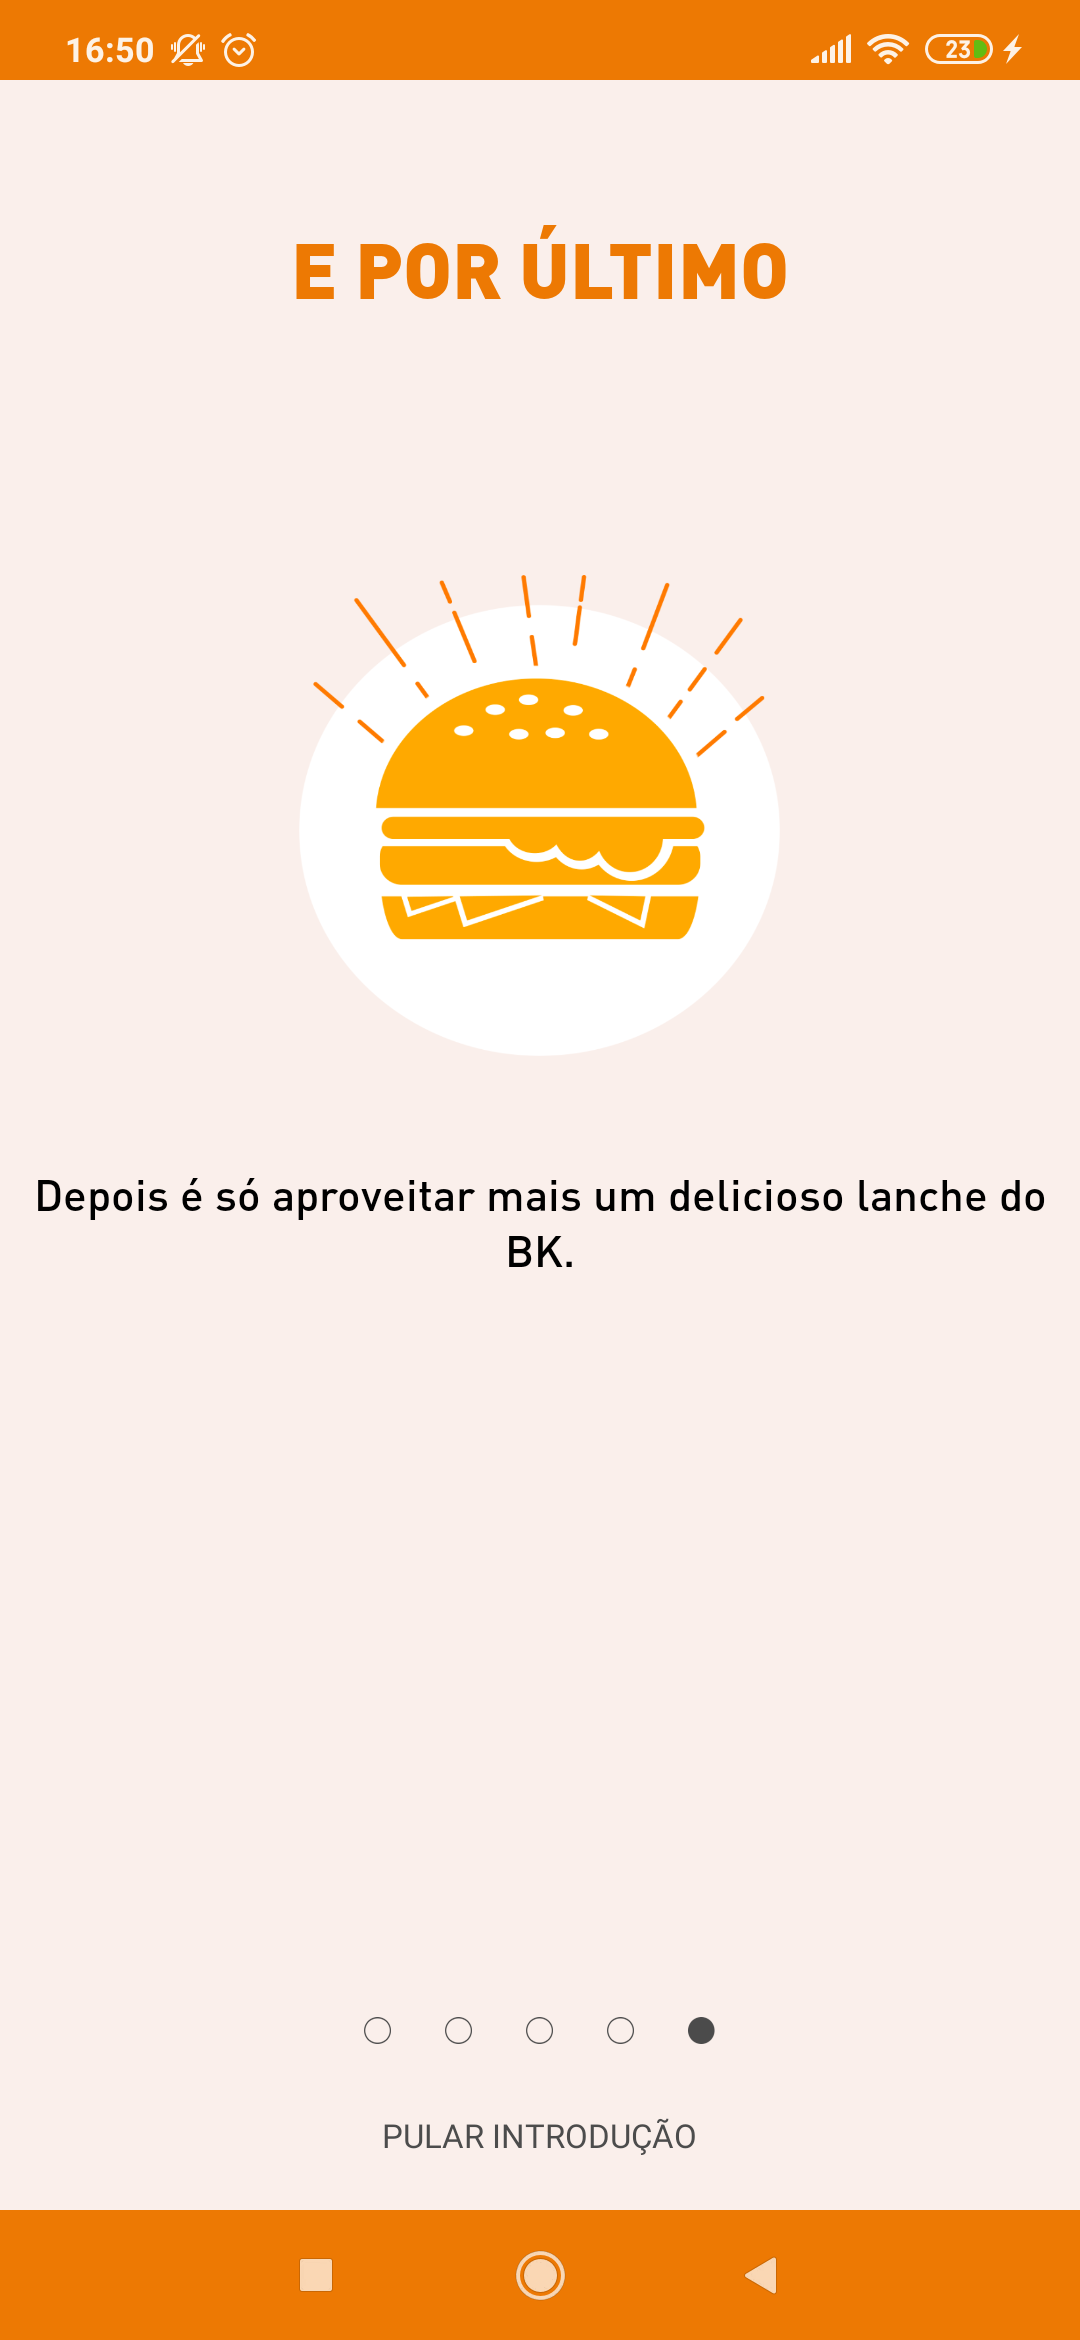 16:50
23
E POR ÚLTIMO
Depois é só aproveitar mais um delicioso lanche do
BK.
PULAR INTRODUÇÃO